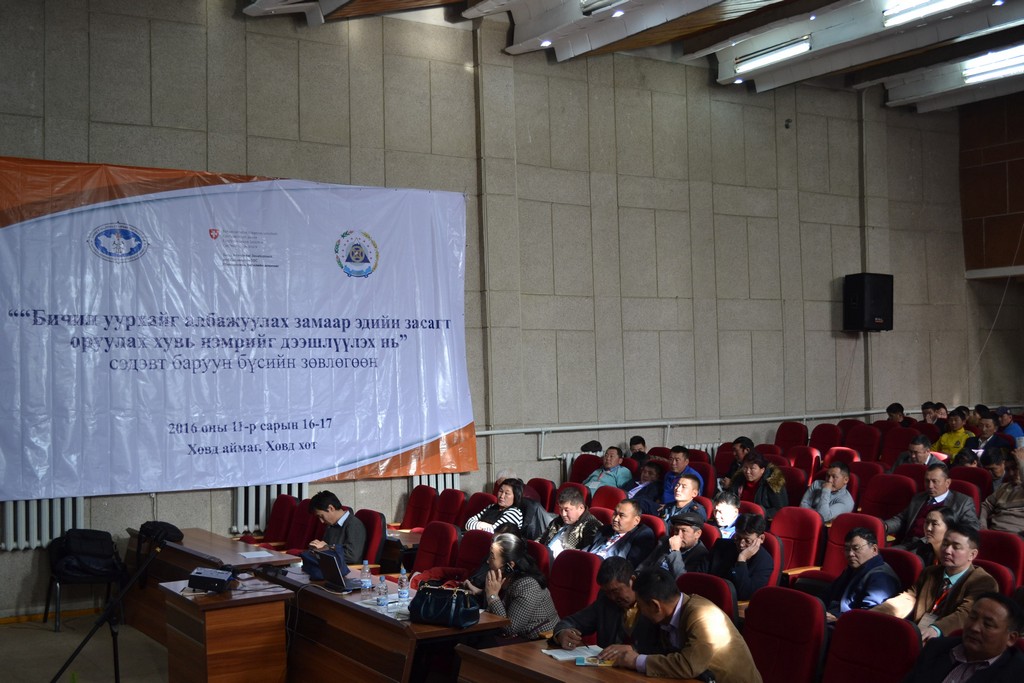 ““Бичил уурхайг албажуулах замаар эдийн засагт
оруулах хувь нэмрийг дээшлүүлэх нь”
сэдэвт баруун бүсийн зөвлөгөөн
2016 оны 11-р сарын 16-17
Ховд аймаг, Ховд хот